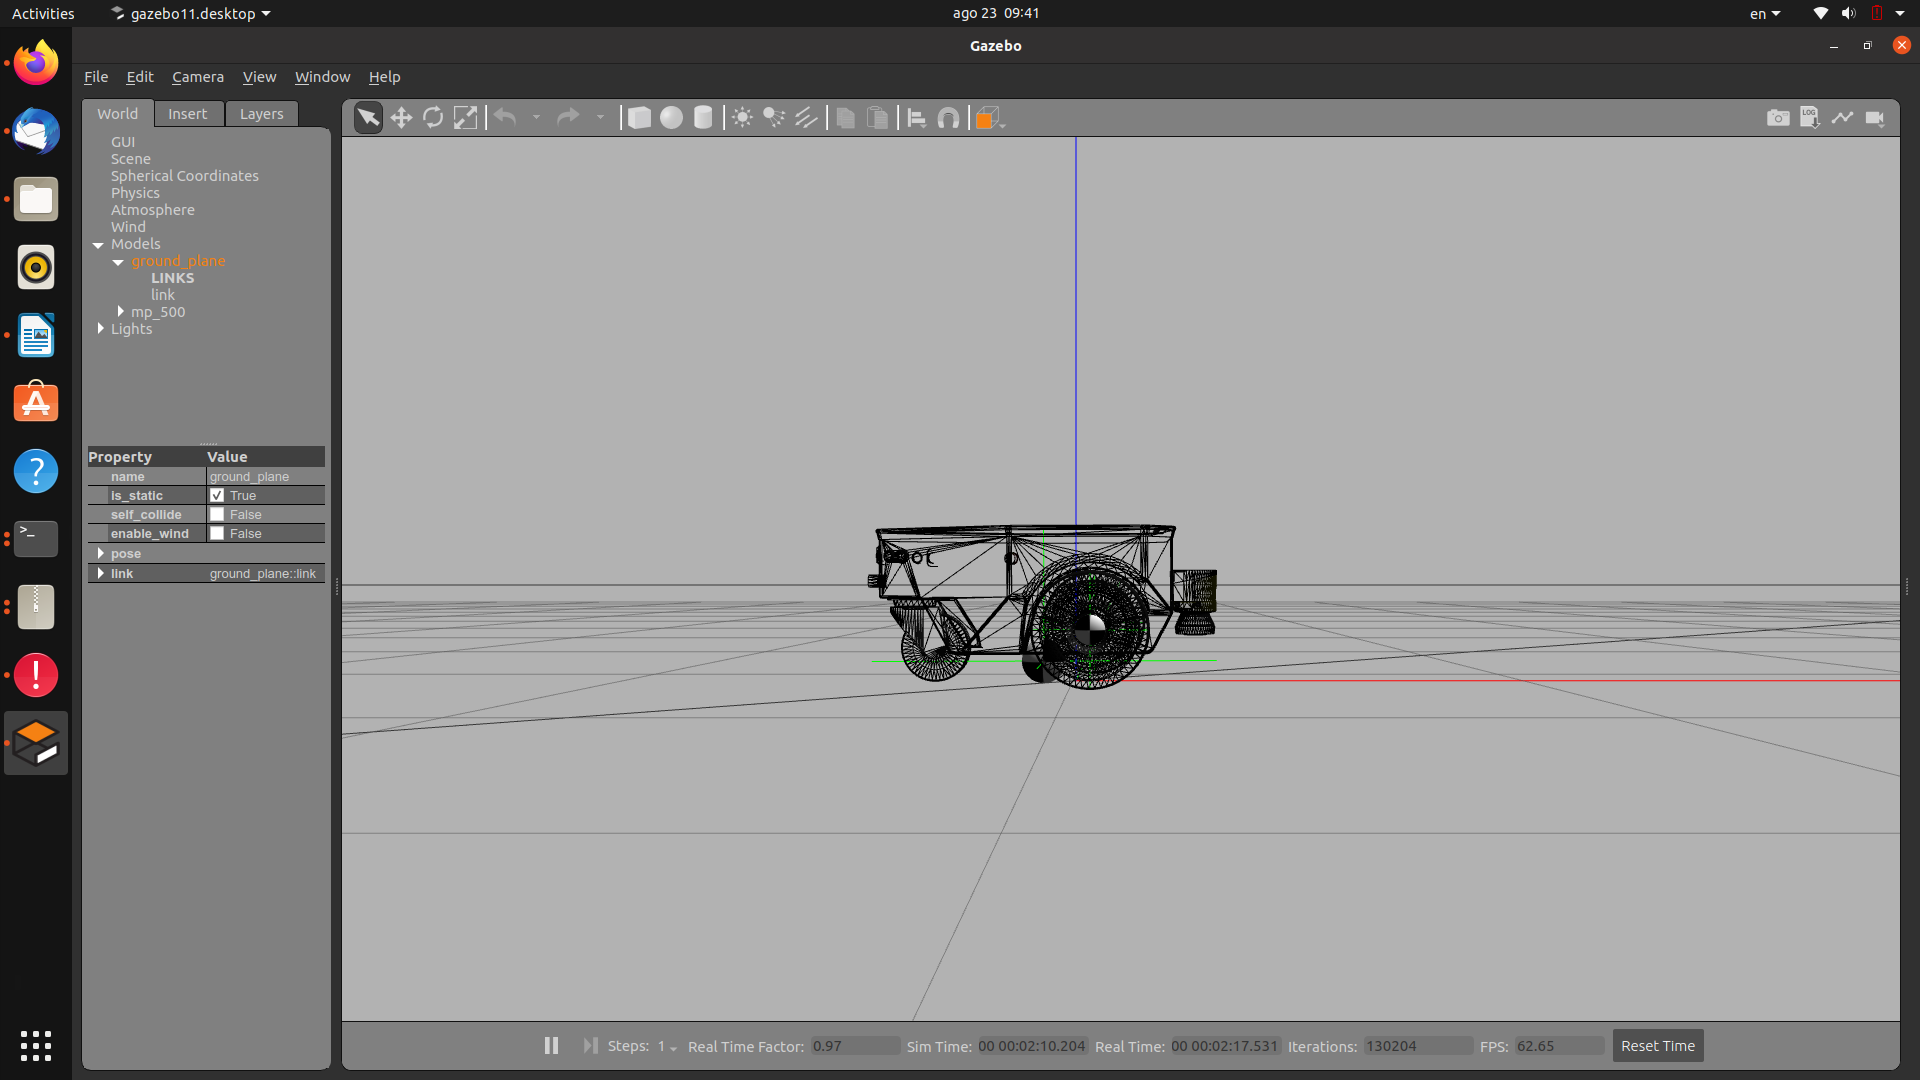 Activities
gazebo11.desktop
ago 23 09:41
en
Gazebo
File Edit Camera View Window Help
World Insert Layers
LOG
GUI
Scene
Spherical Coordinates
Physics
Atmosphere
Wind
Models
ground_plane
LINKS
link
mp_500
Lights
Property Value
name ground_plane
is_static True
self_collide False
enable_wind False
pose
link ground_plane::link
Steps: 1 Real Time Factor: 0.97 Sim Time: 00 00:02:10.204 Real Time: 00 00:02:17.531 Iterations: 130204 FPS: 62.65 Reset Time